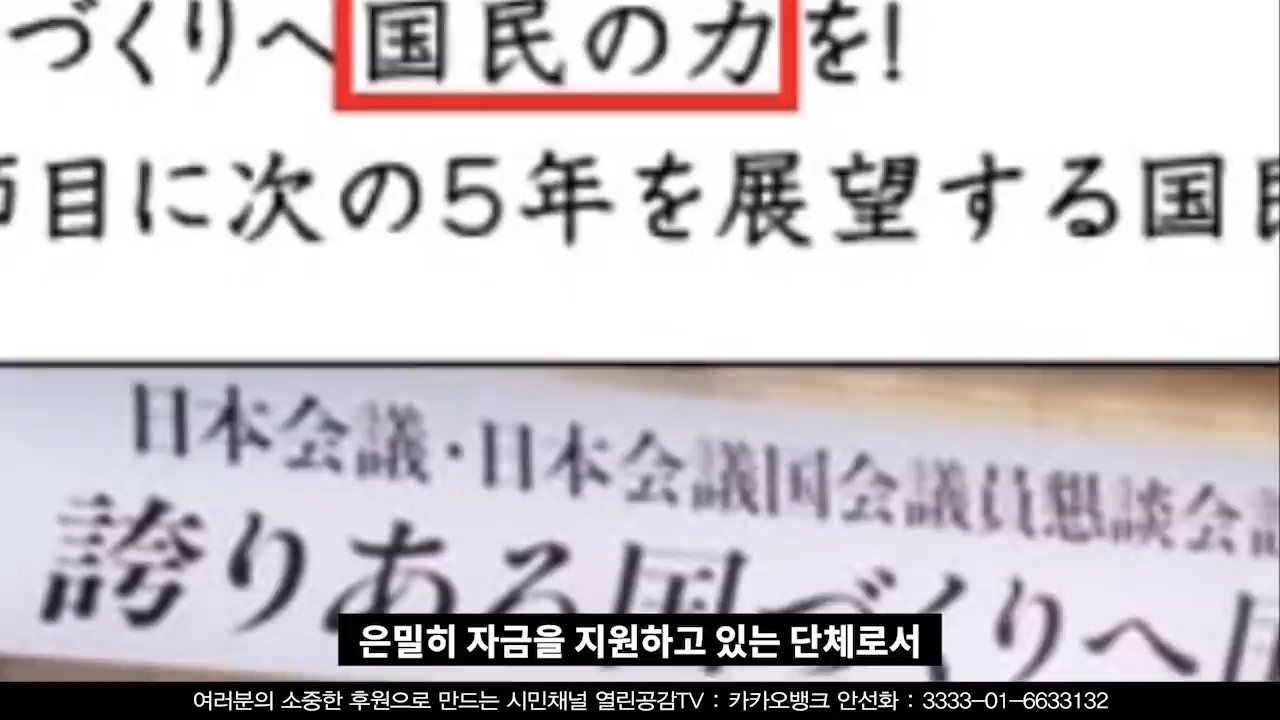 づくりへ国民の力を!
節目に次の5年を展望する国民
日本会議・日本会議国会議員懇談会
誇りある国づくりへ国
은밀히 자금을 지원하고 있는 단체로서
여러분의 소중한 후원으로 만드는 시민채널 열린공감TV : 카카오뱅크 안선화 : 3333-01-6633132